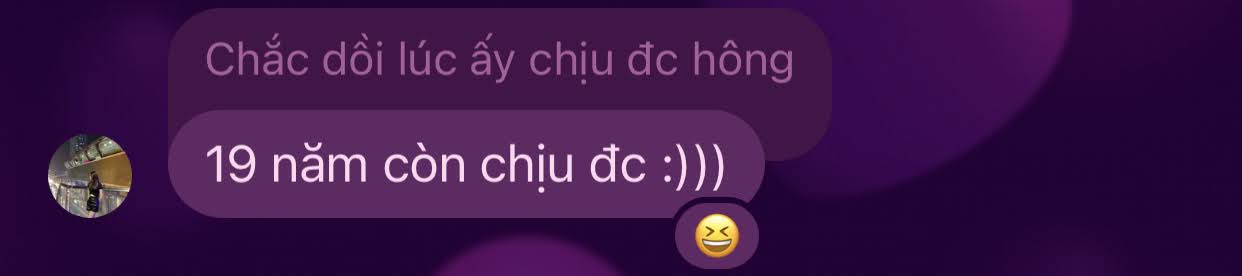 Chắc dồi lúc ấy chịu đc hông
19 năm còn chịu đc :)))